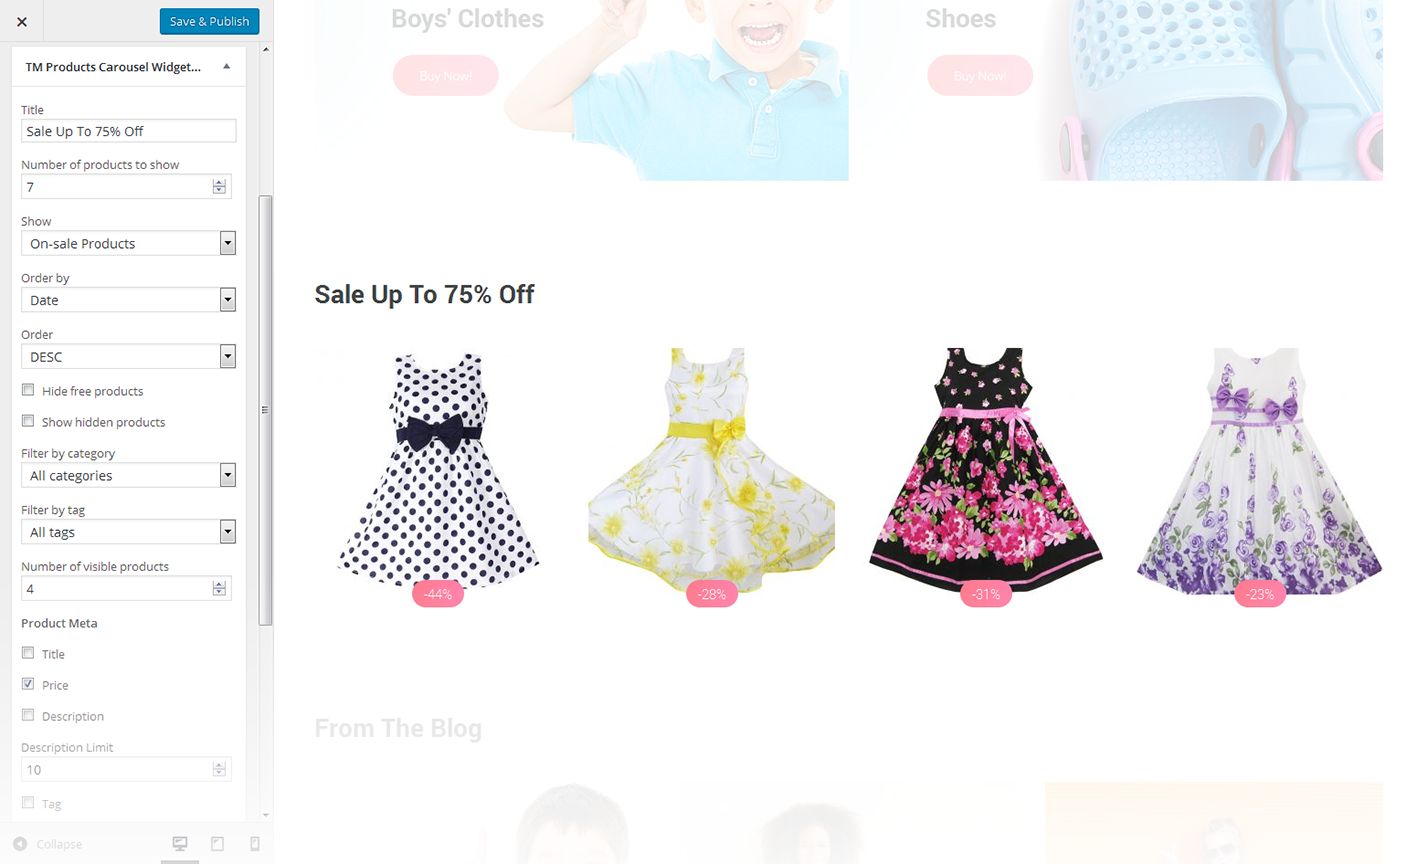 Save & Publish
TM Products Carousel Widget...
Title
Sale Up To 75% Off
Number of products to show
7
Show
On-sale Products
Order by
Date
Order
DESC
Hide free products
Show hidden products
Filter by category
All categories
Filter by tag
All tags
Number of visible products
4
Product Meta
Title
Price
Description
Description Limit
10
Tag
Collapse
Boys' Clothes
Buy Now!
Shoes
Buy Now!
Sale Up To 75% Off
-44%
-28%
-31%
-23%
From The Blog